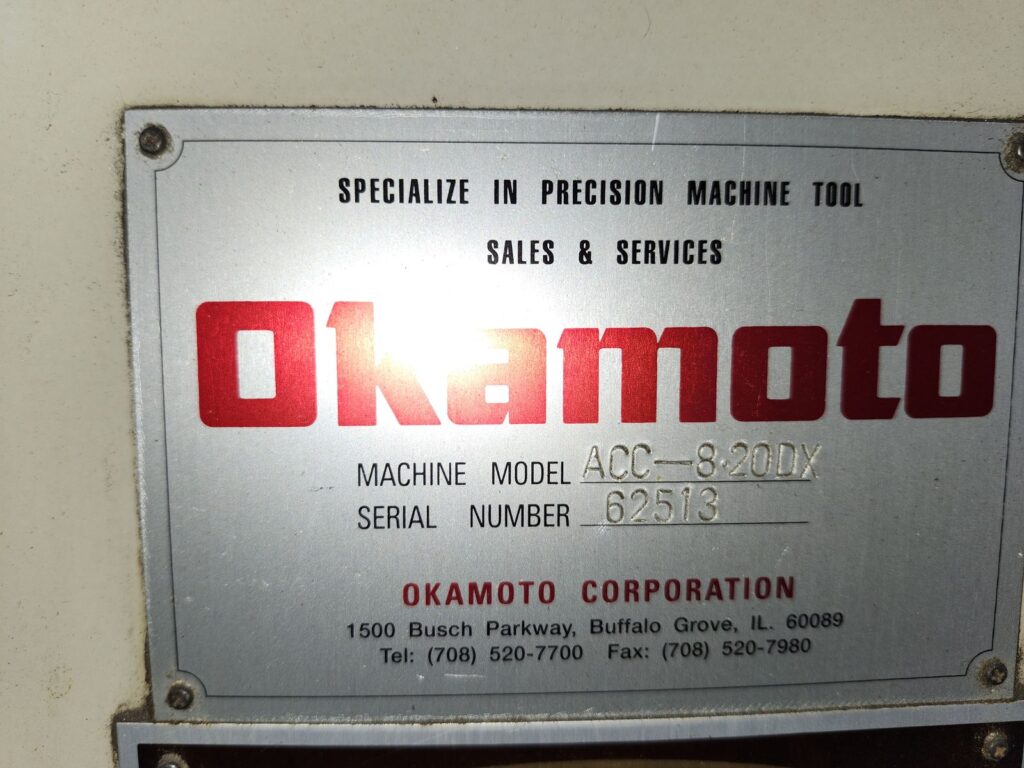 SPECIALIZE IN PRECISION MACHINE TOOL
SALES & SERVICES
Okamoto
MACHINE MODEL ACC-8·20DX
SERIAL NUMBER 62513
OKAMOTO CORPORATION
1500 Busch Parkway, Buffalo Grove, IL. 60089
Tel: (708) 520-7700 Fax: (708) 520-7980